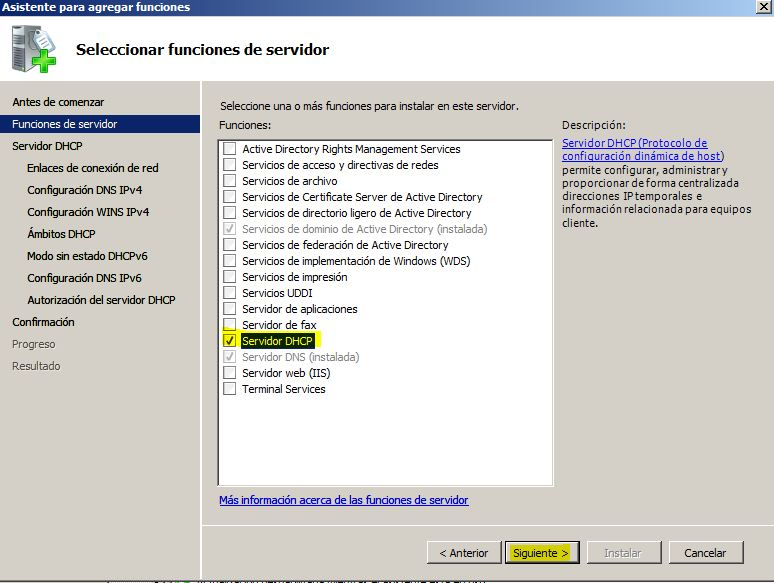 Asistente para agregar funciones
Seleccionar funciones de servidor
Antes de comenzar
Funciones de servidor
Servidor DHCP
Enlaces de conexión de red
Configuración DNS IPv4
Configuración WINS IPv4
Ámbitos DHCP
Modo sin estado DHCPv6
Configuración DNS IPv6
Autorización del servidor DHCP
Confirmación
Progreso
Resultado
Seleccione una o más funciones para instalar en este servidor.
Funciones:
Active Directory Rights Management Services
Servicios de acceso y directivas de redes
Servicios de archivo
Servicios de Certificate Server de Active Directory
Servicios de directorio ligero de Active Directory
Servicios de dominio de Active Directory (instalada)
Servicios de federación de Active Directory
Servicios de implementación de Windows (WDS)
Servicios de impresión
Servicios UDDI
Servidor de aplicaciones
Servidor de fax
Servidor DHCP
Servidor DNS (instalada)
Servidor web (IIS)
Terminal Services
Más información acerca de las funciones de servidor
Descripción:
Servidor DHCP (Protocolo de
configuración dinámica de host)
permite configurar, administrar y
proporcionar de forma centralizada
direcciones IP temporales e
información relacionada para equipos
cliente.
< Anterior
Siguiente >
Instalar
Cancelar